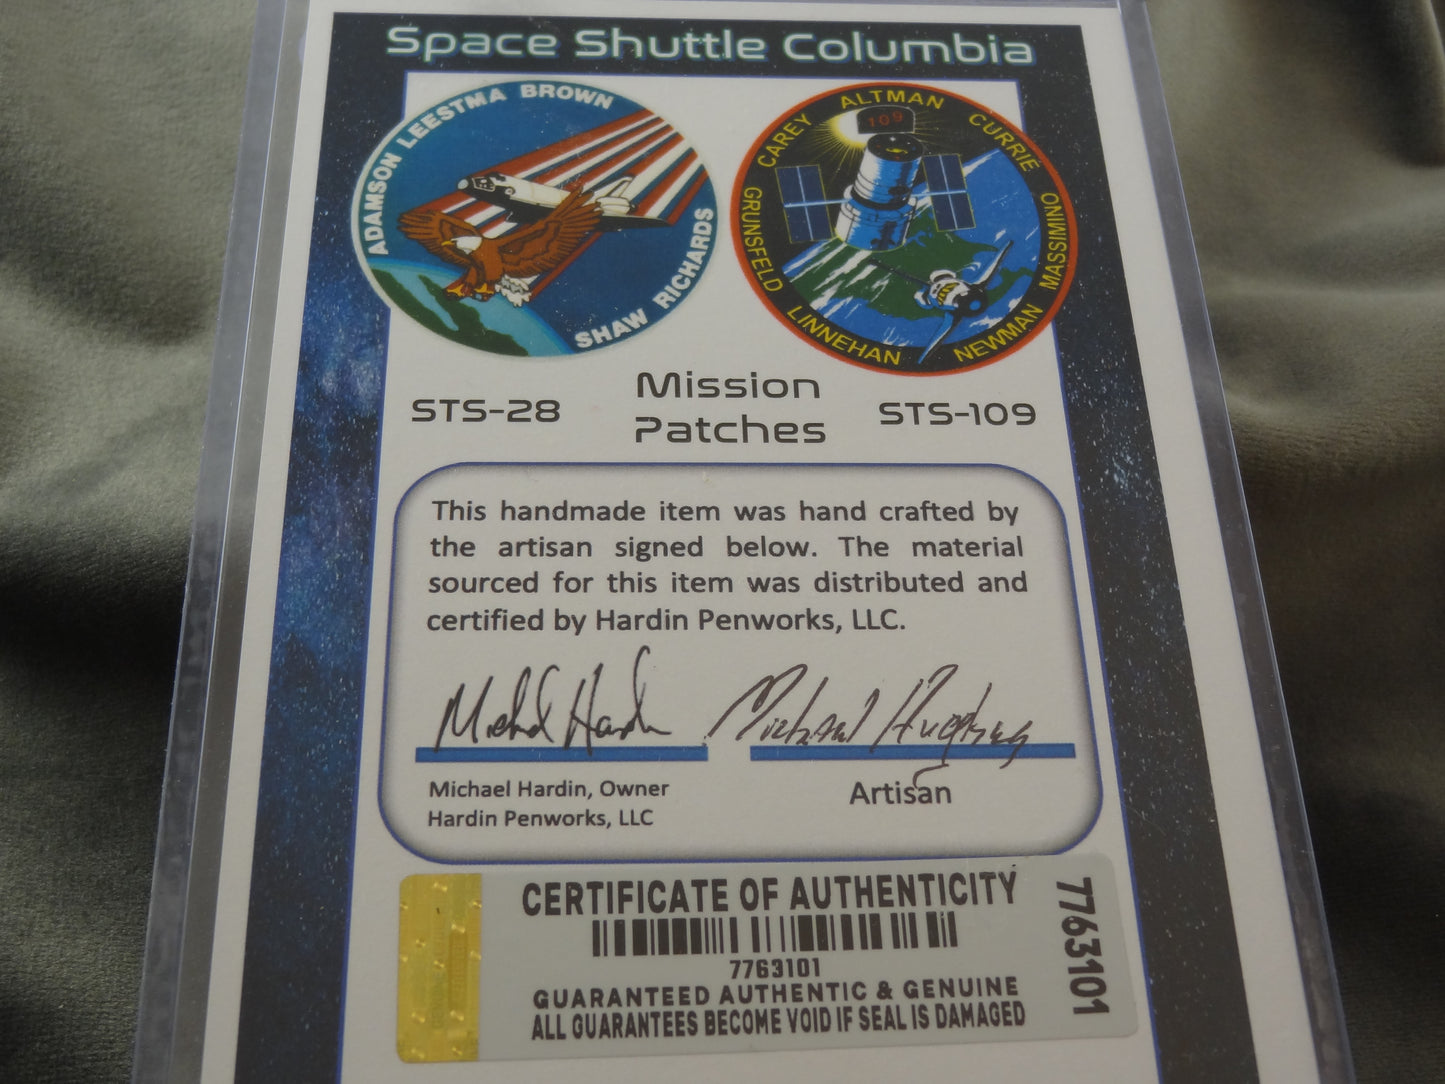 Space Shuttle Columbia
ADAMSON LEESTMA BROWN
SHAW RICHARDS
CAREY ALTMAN CURRIE
109
GRUNSFELD LINNEHAN NEWMAN MASSIMINO
STS-28
Mission
Patches
STS-109
This handmade item was hand crafted by
the artisan signed below. The material
sourced for this item was distributed and
certified by Hardin Penworks, LLC.
Michael Hardin
Michael Hardin, Owner
Hardin Penworks, LLC
Artisan
CERTIFICATE OF AUTHENTICITY
7763101
GUARANTEED AUTHENTIC & GENUINE
ALL GUARANTEES BECOME VOID IF SEAL IS DAMAGED
7763101